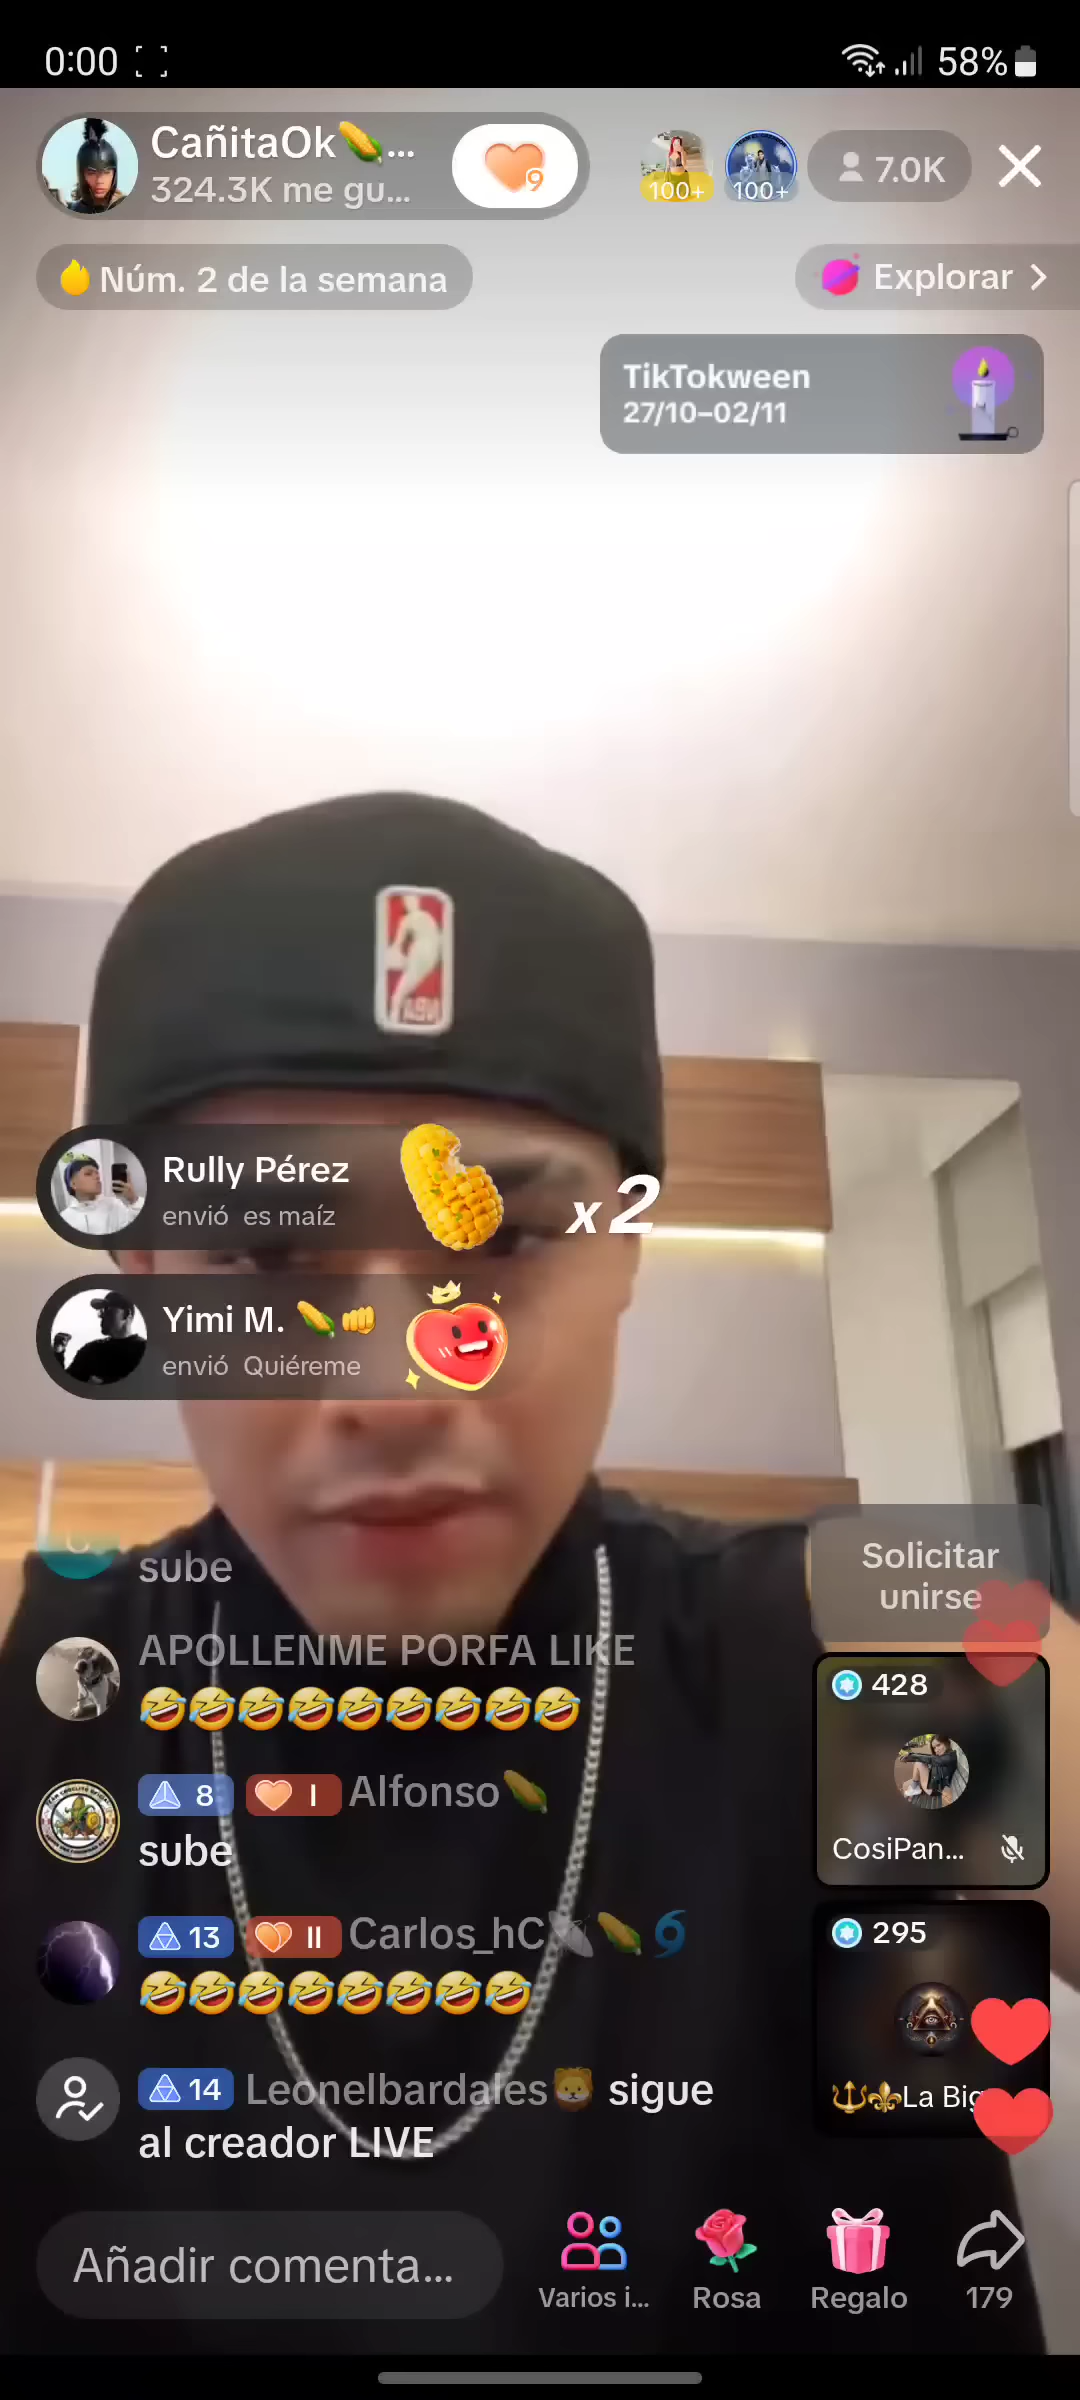 0:00
58%
CañitaOk🌽...
324.3K me gu...
9
100+
100+
7.0K
Núm. 2 de la semana
Explorar
TikTokween
27/10–02/11
Rully Pérez
envió es maíz
x2
Yimi M. 🌽👊
envió Quiéreme
sube
Solicitar
unirse
APOLLENME PORFA LIKE
🤣🤣🤣🤣🤣🤣🤣🤣🤣
428
8 I Alfonso🌽
sube
CosiPan...
13 II Carlos_hC🌽🌀
🤣🤣🤣🤣🤣🤣🤣🤣
295
14 Leonelbardales🦁 sigue
al creador LIVE
🔱⚜️La Big
Añadir comenta...
Varios i...
Rosa
Regalo
179